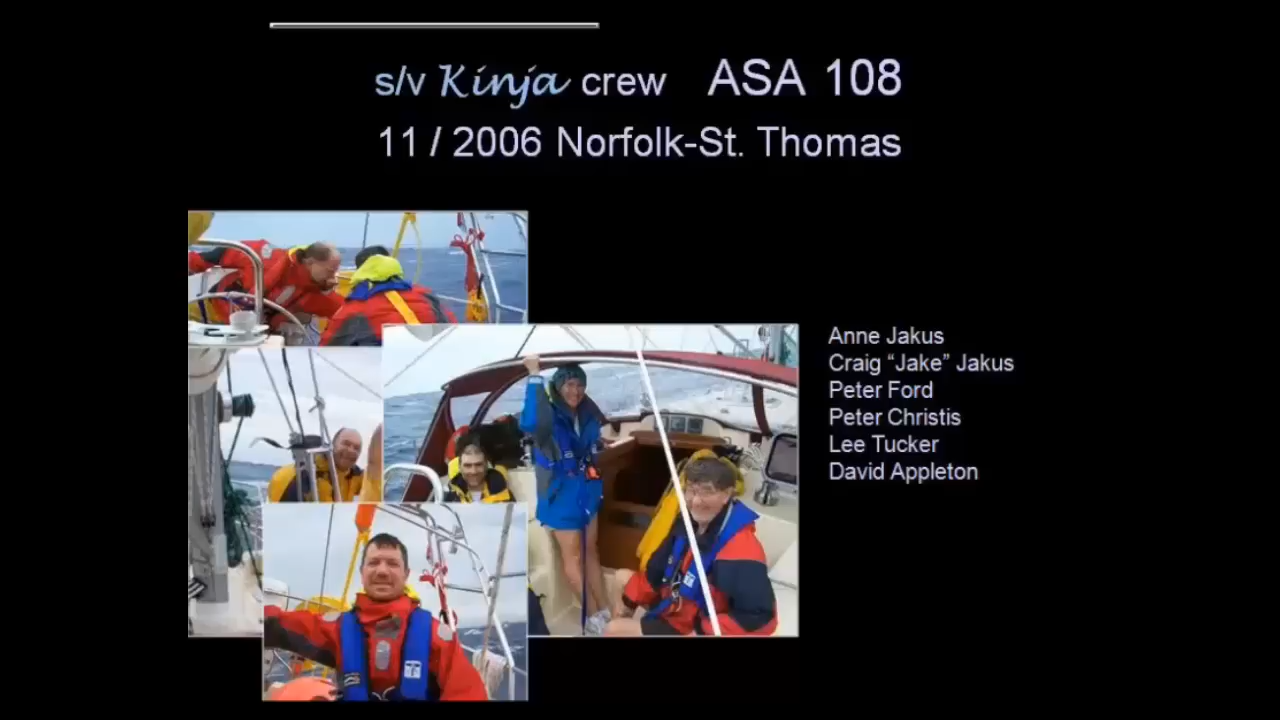 s/v Kinja crew ASA 108
11 / 2006 Norfolk-St. Thomas
Anne Jakus
Craig “Jake” Jakus
Peter Ford
Peter Christis
Lee Tucker
David Appleton